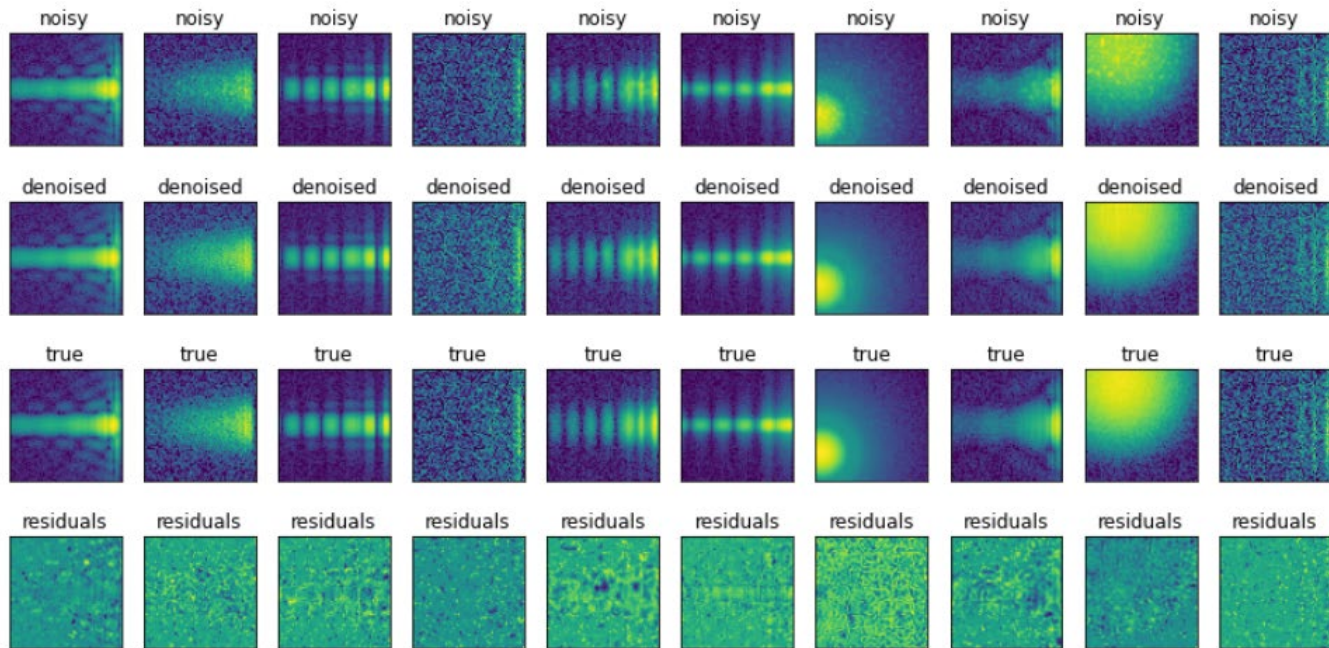 noisy noisy noisy noisy noisy noisy noisy noisy noisy noisy
denoised denoised denoised denoised denoised denoised denoised denoised denoised denoised
true true true true true true true true true true
residuals residuals residuals residuals residuals residuals residuals residuals residuals residuals